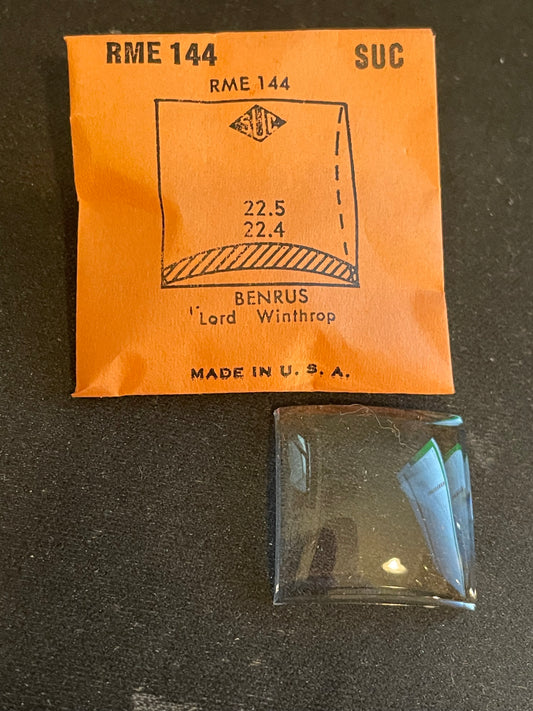 RME 144 SUC
RME 144
SUC
22.5
22.4
BENRUS
"Lord Winthrop
MADE IN U. S. A.